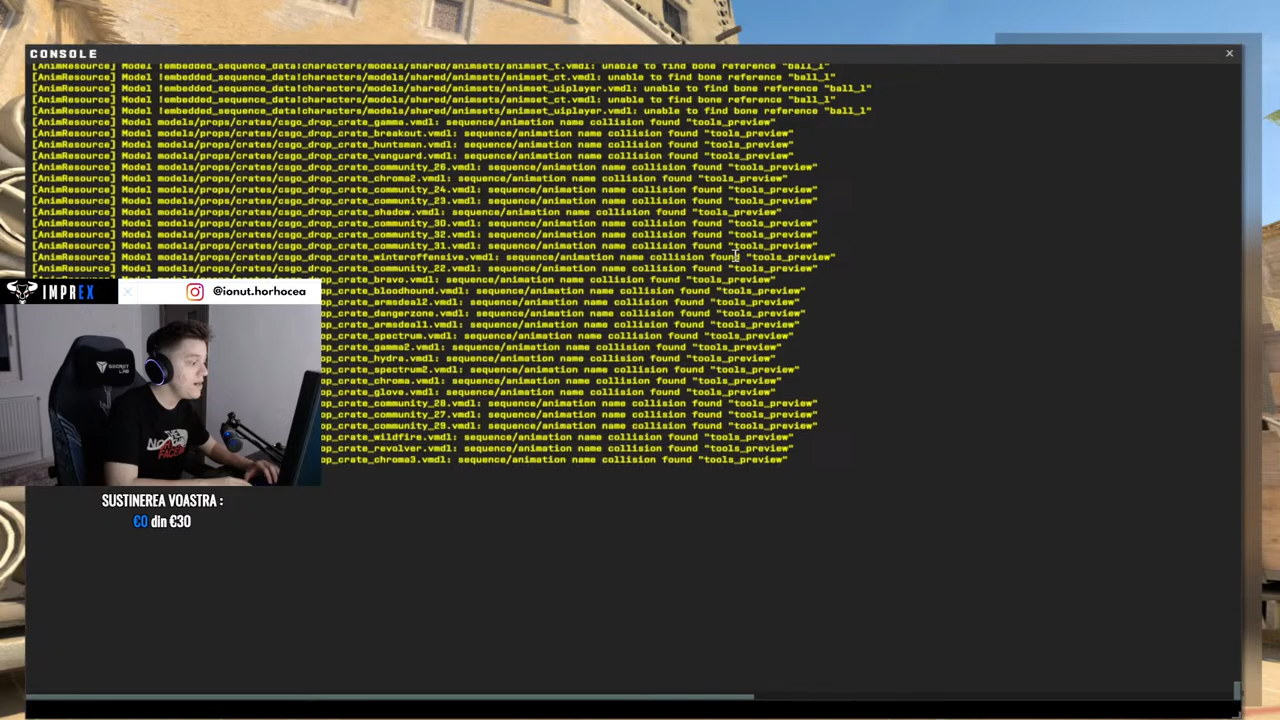 CONSOLE
[AnimResource] Model !embedded_sequence_data!characters/models/shared/animsets/animset_t.vmdl: unable to find bone reference "ball_l"
[AnimResource] Model !embedded_sequence_data!characters/models/shared/animsets/animset_ct.vmdl: unable to find bone reference "ball_l"
[AnimResource] Model !embedded_sequence_data!characters/models/shared/animsets/animset_uiplayer.vmdl: unable to find bone reference "ball_l"
[AnimResource] Model !embedded_sequence_data!characters/models/shared/animsets/animset_ct.vmdl: unable to find bone reference "ball_l"
[AnimResource] Model !embedded_sequence_data!characters/models/shared/animsets/animset_uiplayer.vmdl: unable to find bone reference "ball_l"
[AnimResource] Model models/props/crates/csgo_drop_crate_gamma.vmdl: sequence/animation name collision found "tools_preview"
[AnimResource] Model models/props/crates/csgo_drop_crate_breakout.vmdl: sequence/animation name collision found "tools_preview"
[AnimResource] Model models/props/crates/csgo_drop_crate_huntsman.vmdl: sequence/animation name collision found "tools_preview"
[AnimResource] Model models/props/crates/csgo_drop_crate_vanguard.vmdl: sequence/animation name collision found "tools_preview"
[AnimResource] Model models/props/crates/csgo_drop_crate_community_26.vmdl: sequence/animation name collision found "tools_preview"
[AnimResource] Model models/props/crates/csgo_drop_crate_chroma2.vmdl: sequence/animation name collision found "tools_preview"
[AnimResource] Model models/props/crates/csgo_drop_crate_community_24.vmdl: sequence/animation name collision found "tools_preview"
[AnimResource] Model models/props/crates/csgo_drop_crate_community_23.vmdl: sequence/animation name collision found "tools_preview"
[AnimResource] Model models/props/crates/csgo_drop_crate_shadow.vmdl: sequence/animation name collision found "tools_preview"
[AnimResource] Model models/props/crates/csgo_drop_crate_community_30.vmdl: sequence/animation name collision found "tools_preview"
[AnimResource] Model models/props/crates/csgo_drop_crate_community_32.vmdl: sequence/animation name collision found "tools_preview"
[AnimResource] Model models/props/crates/csgo_drop_crate_community_31.vmdl: sequence/animation name collision found "tools_preview"
[AnimResource] Model models/props/crates/csgo_drop_crate_winteroffensive.vmdl: sequence/animation name collision found "tools_preview"
[AnimResource] Model models/props/crates/csgo_drop_crate_community_22.vmdl: sequence/animation name collision found "tools_preview"
op_crate_bravo.vmdl: sequence/animation name collision found "tools_preview"
op_crate_bloodhound.vmdl: sequence/animation name collision found "tools_preview"
op_crate_armsdeal2.vmdl: sequence/animation name collision found "tools_preview"
op_crate_dangerzone.vmdl: sequence/animation name collision found "tools_preview"
op_crate_armsdeal1.vmdl: sequence/animation name collision found "tools_preview"
op_crate_spectrum.vmdl: sequence/animation name collision found "tools_preview"
op_crate_gamma2.vmdl: sequence/animation name collision found "tools_preview"
op_crate_hydra.vmdl: sequence/animation name collision found "tools_preview"
op_crate_spectrum2.vmdl: sequence/animation name collision found "tools_preview"
op_crate_chroma.vmdl: sequence/animation name collision found "tools_preview"
op_crate_glove.vmdl: sequence/animation name collision found "tools_preview"
op_crate_community_28.vmdl: sequence/animation name collision found "tools_preview"
op_crate_community_27.vmdl: sequence/animation name collision found "tools_preview"
op_crate_community_29.vmdl: sequence/animation name collision found "tools_preview"
op_crate_wildfire.vmdl: sequence/animation name collision found "tools_preview"
op_crate_revolver.vmdl: sequence/animation name collision found "tools_preview"
op_crate_chroma3.vmdl: sequence/animation name collision found "tools_preview"
IMPREX
@ionut.horhocea
SECRET LAB
SUSTINEREA VOASTRA :
€0 din €30